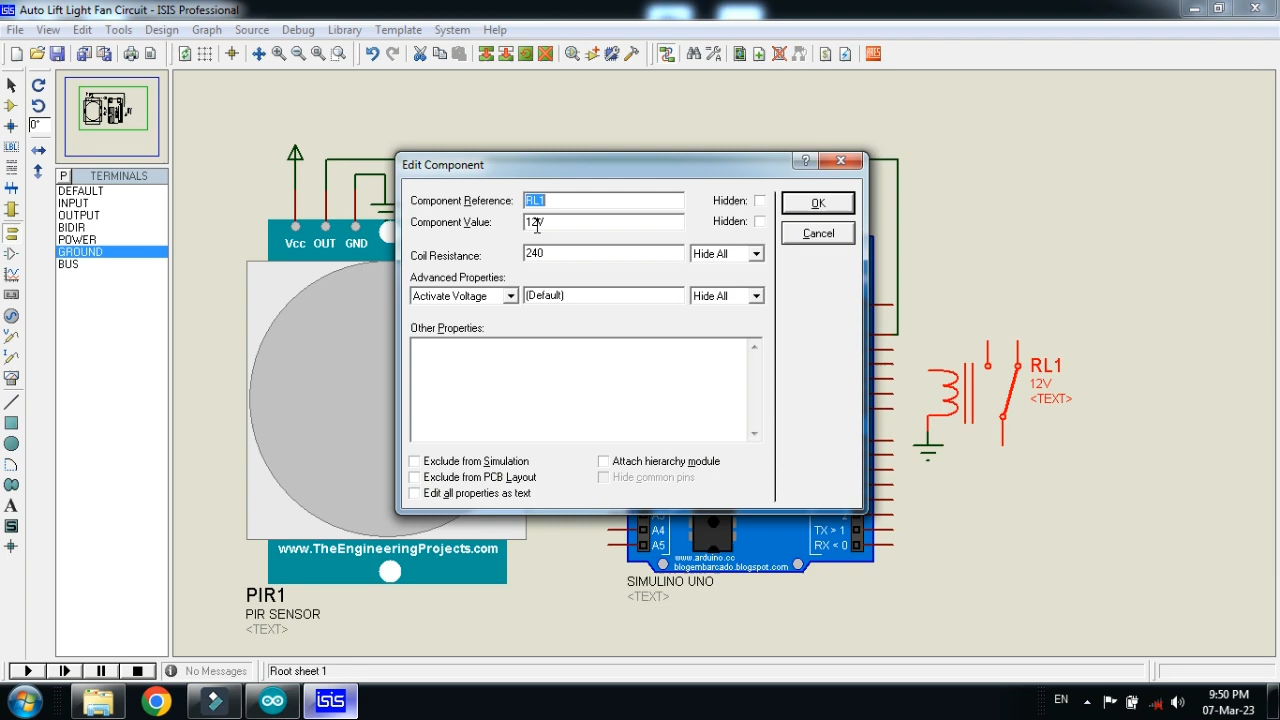 Auto Lift Light Fan Circuit - ISIS Professional
File View Edit Tools Design Graph Source Debug Library Template System Help
0°
LBL
ARES
P TERMINALS
DEFAULT
INPUT
OUTPUT
BIDIR
POWER
GROUND
BUS
A
Vcc OUT GND
www.TheEngineeringProjects.com
PIR1
PIR SENSOR
<TEXT>
Edit Component
Component Reference: RL1 Hidden:
Component Value: 12V Hidden:
Coil Resistance: 240 Hide All
Advanced Properties:
Activate Voltage (Default) Hide All
Other Properties:
Exclude from Simulation Attach hierarchy module
Exclude from PCB Layout Hide common pins
Edit all properties as text
OK
Cancel
A4 TX > 1
A5 RX < 0
www.arduino.cc
blogembarcado.blogspot.com
SIMULINO UNO
<TEXT>
RL1
12V
<TEXT>
No Messages Root sheet 1
isis
EN 9:50 PM
07-Mar-23